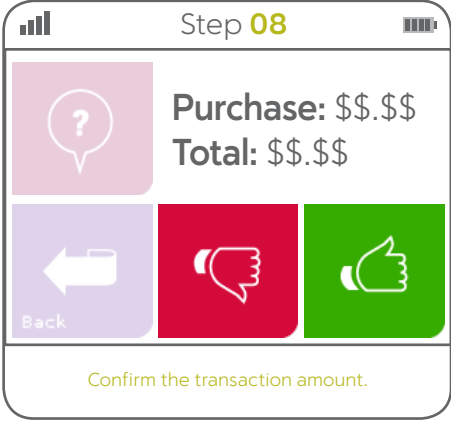 Step 08
?
Purchase: $$.$$
Total: $$.$$
Back
Confirm the transaction amount.